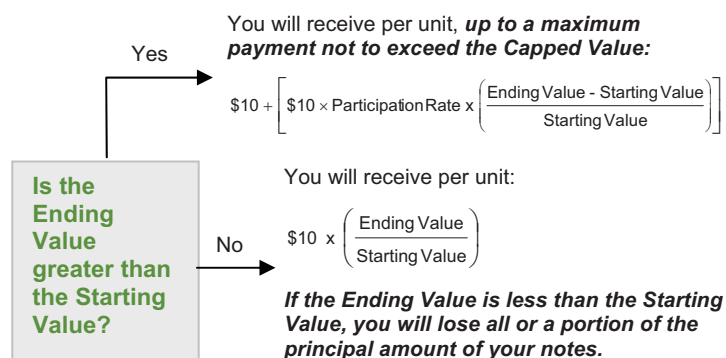 You will receive per unit, up to a maximum
payment not to exceed the Capped Value:
Yes
$10 + [ $10 × Participation Rate x ( Ending Value - Starting Value / Starting Value ) ]
Is the
Ending
Value
greater than
the Starting
Value?
No
You will receive per unit:
$10 x ( Ending Value / Starting Value )
If the Ending Value is less than the Starting
Value, you will lose all or a portion of the
principal amount of your notes.